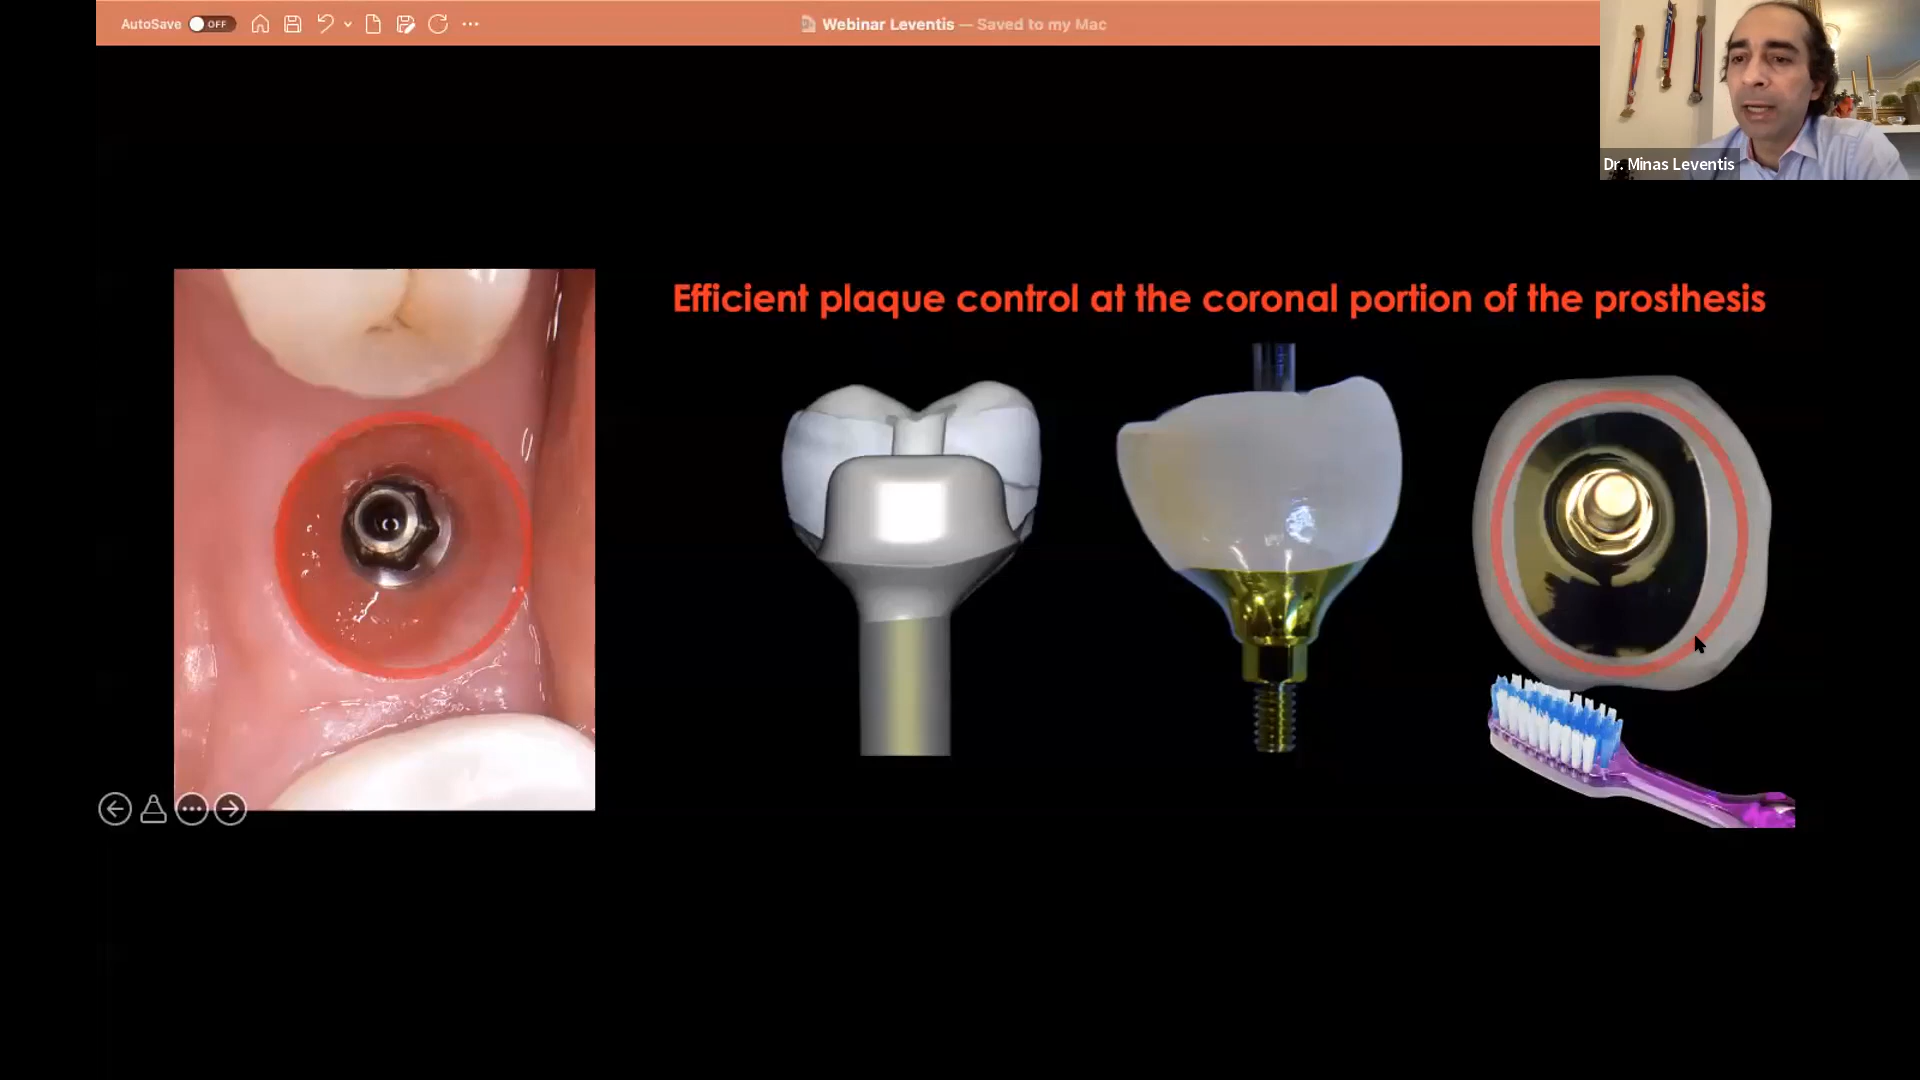 AutoSave OFF
Webinar Leventis — Saved to my Mac
Dr. Minas Leventis
Efficient plaque control at the coronal portion of the prosthesis